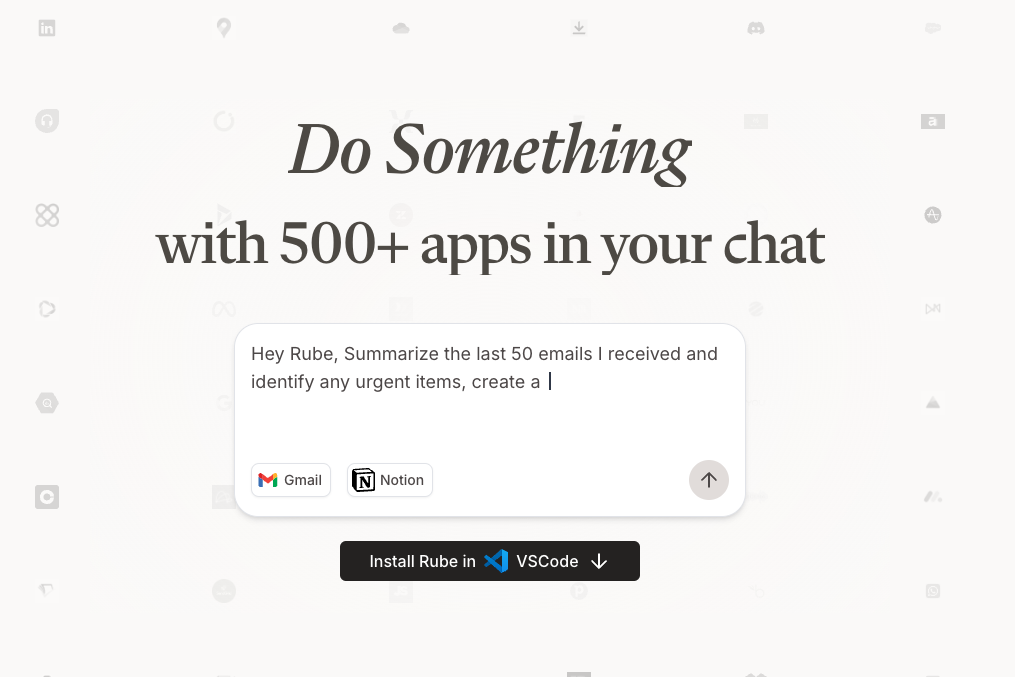 Do Something
with 500+ apps in your chat
Hey Rube, Summarize the last 50 emails I received and
identify any urgent items, create a
Gmail
Notion
Install Rube in VSCode